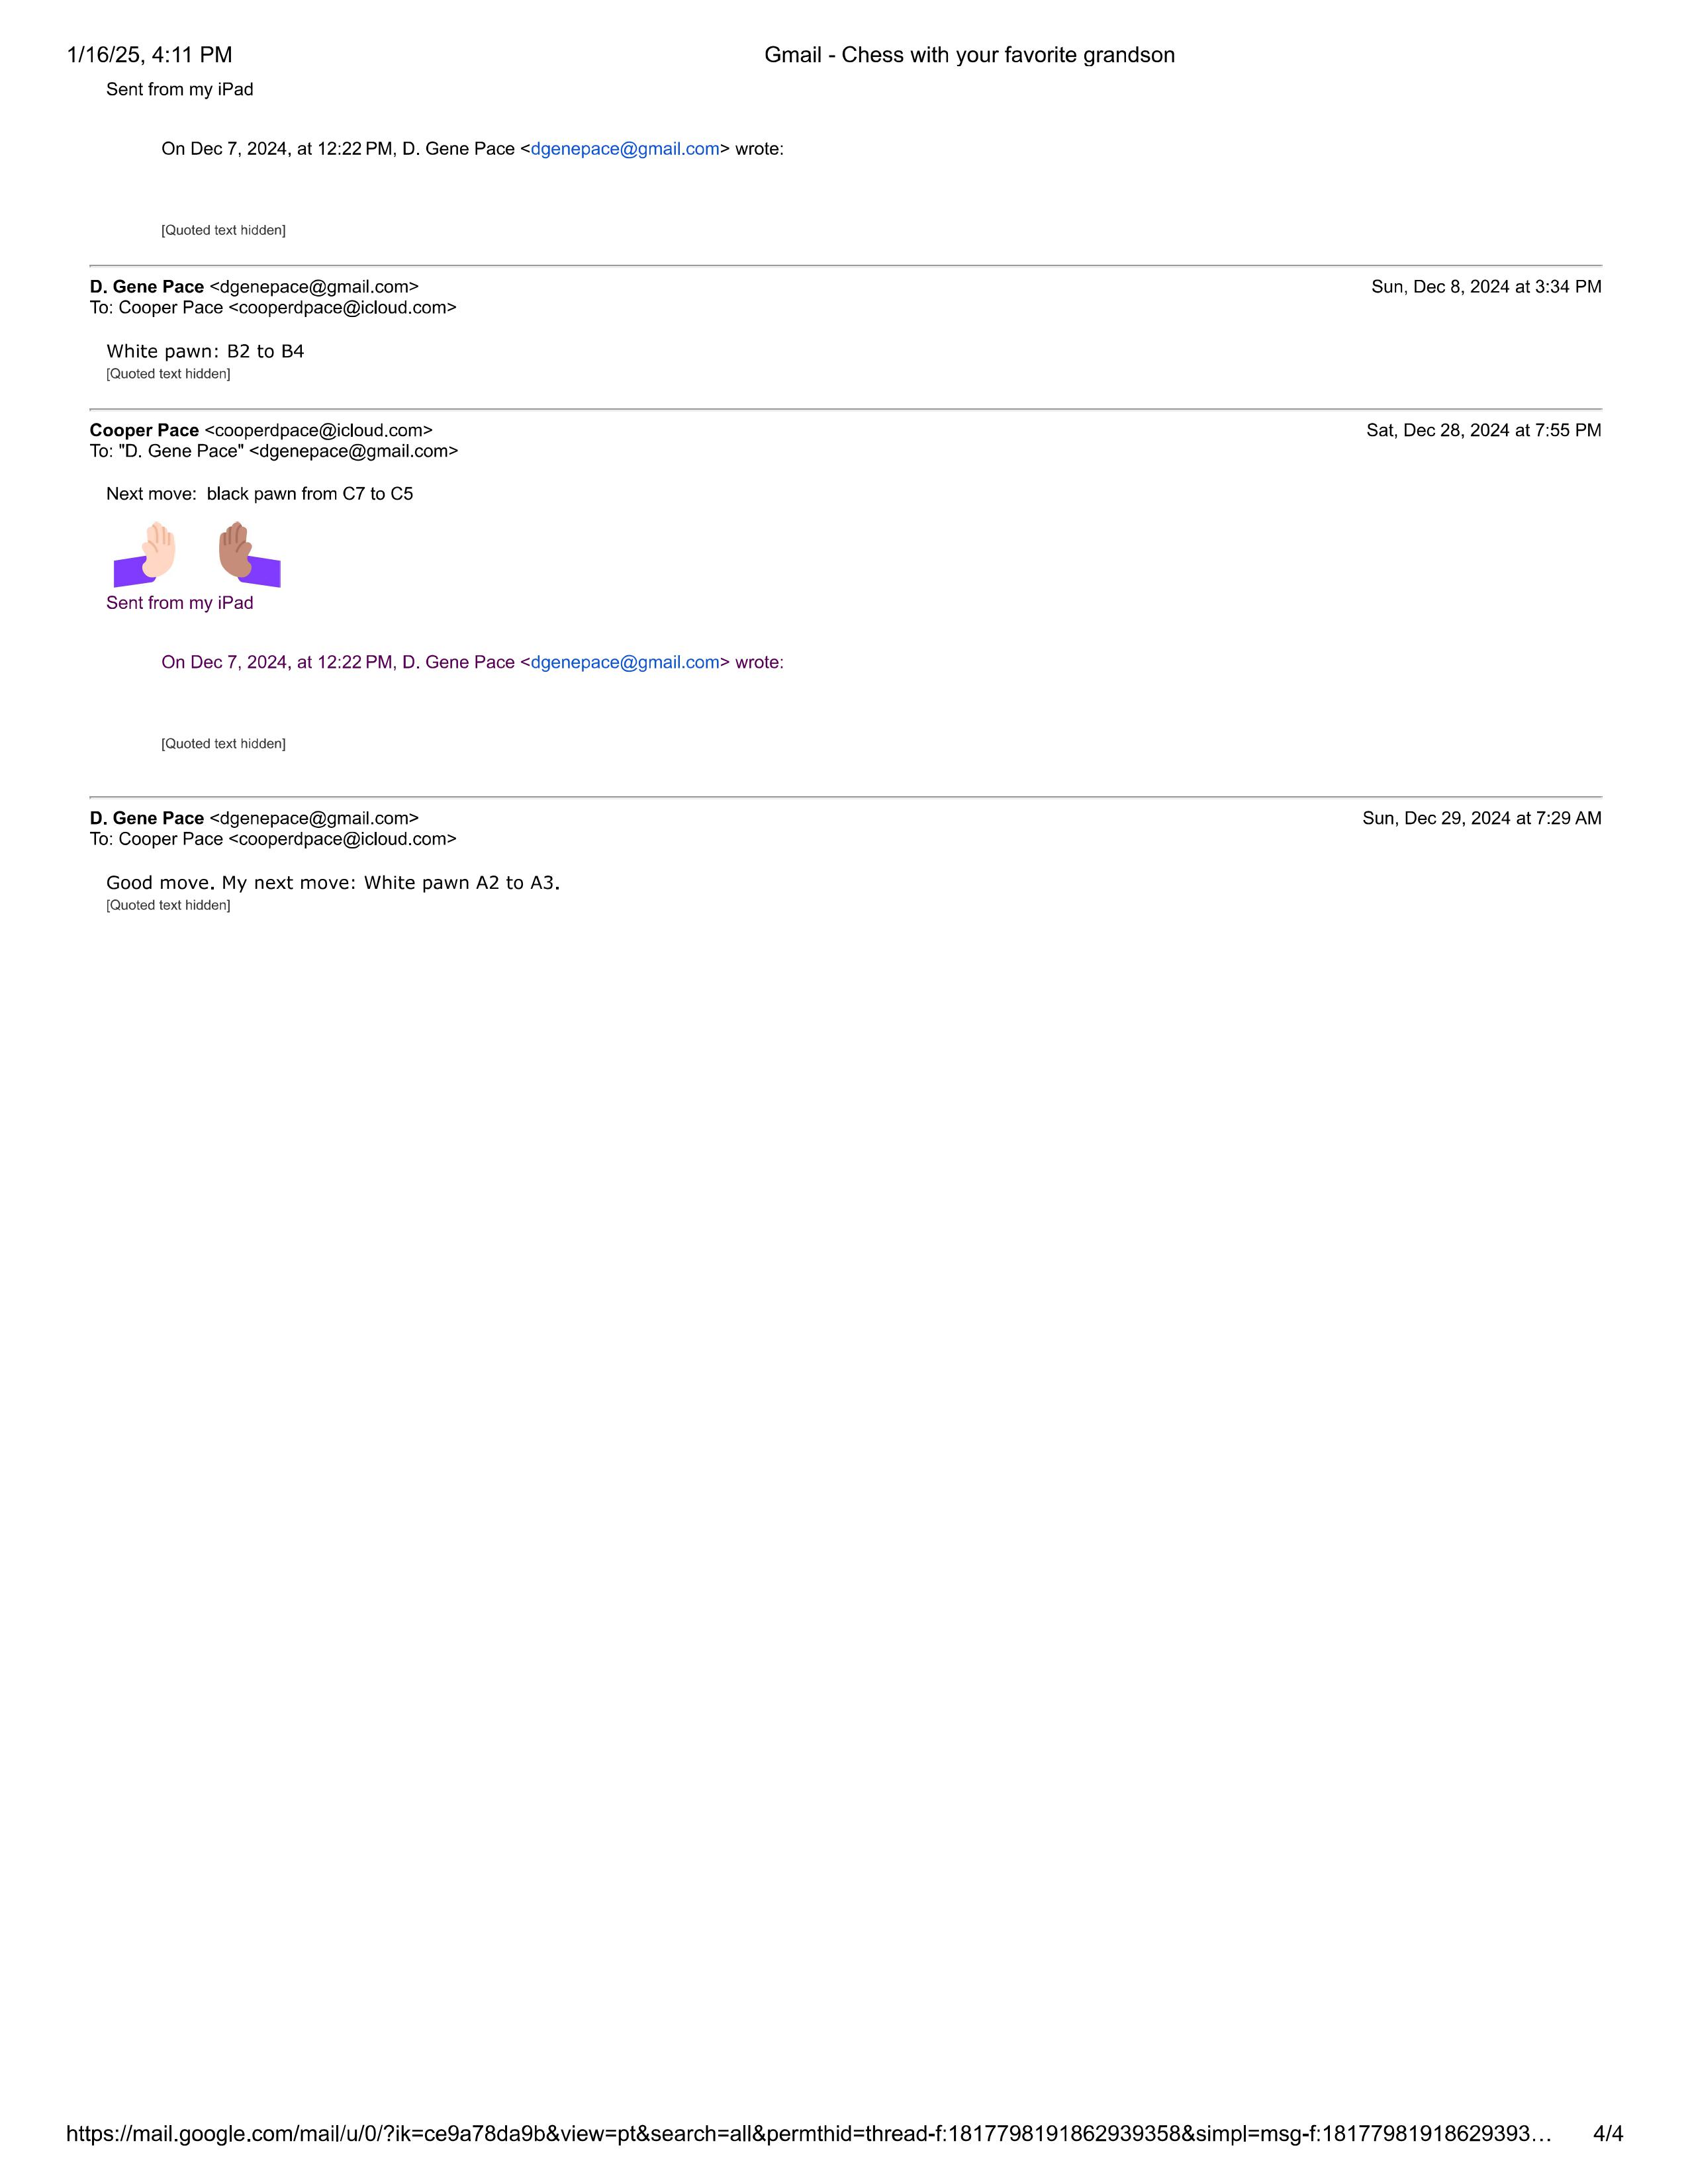 1/16/25, 4:11 PM Gmail - Chess with your favorite grandson
Sent from my iPad
On Dec 7, 2024, at 12:22 PM, D. Gene Pace <dgenepace@gmail.com> wrote:
[Quoted text hidden]
D. Gene Pace <dgenepace@gmail.com> Sun, Dec 8, 2024 at 3:34 PM
To: Cooper Pace <cooperdpace@icloud.com>
White pawn: B2 to B4
[Quoted text hidden]
Cooper Pace <cooperdpace@icloud.com> Sat, Dec 28, 2024 at 7:55 PM
To: "D. Gene Pace" <dgenepace@gmail.com>
Next move: black pawn from C7 to C5
Sent from my iPad
On Dec 7, 2024, at 12:22 PM, D. Gene Pace <dgenepace@gmail.com> wrote:
[Quoted text hidden]
D. Gene Pace <dgenepace@gmail.com> Sun, Dec 29, 2024 at 7:29 AM
To: Cooper Pace <cooperdpace@icloud.com>
Good move. My next move: White pawn A2 to A3.
[Quoted text hidden]
https://mail.google.com/mail/u/0/?ik=ce9a78da9b&view=pt&search=all&permthid=thread-f:1817798191862939358&simpl=msg-f:18177981918629393… 4/4